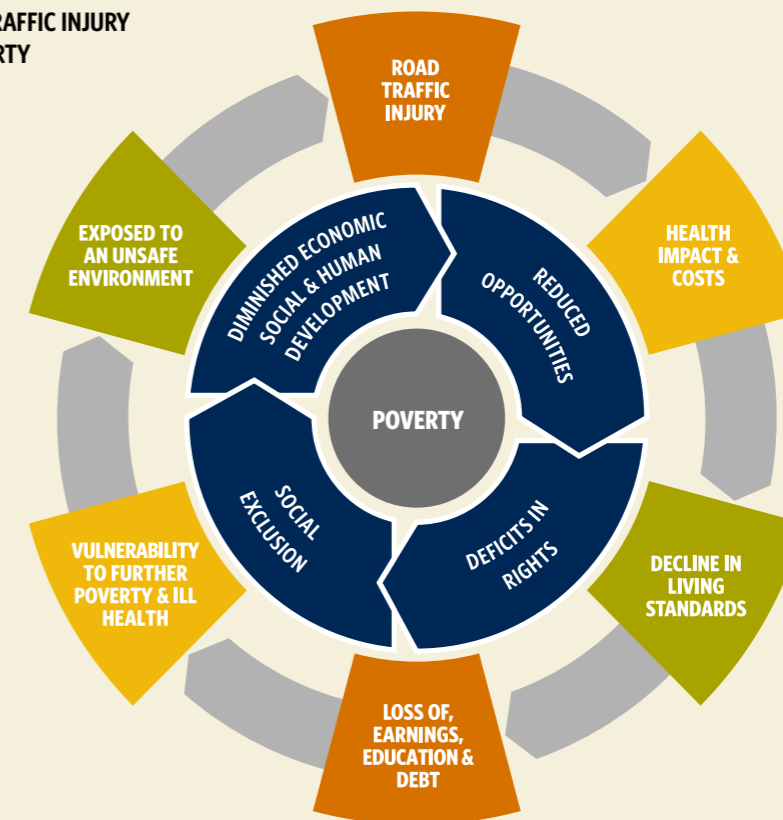 TRAFFIC INJURY
ROAD
TRAFFIC
INJURY
HEALTH
IMPACT &
COSTS
DECLINE IN
LIVING
STANDARDS
LOSS OF,
EARNINGS,
EDUCATION &
DEBT
VULNERABILITY
TO FURTHER
POVERTY & ILL
HEALTH
EXPOSED TO
AN UNSAFE
ENVIRONMENT
DIMINISHED ECONOMIC
SOCIAL & HUMAN
DEVELOPMENT
REDUCED
OPPORTUNITIES
DEFICITS IN
RIGHTS
SOCIAL
EXCLUSION
POVERTY